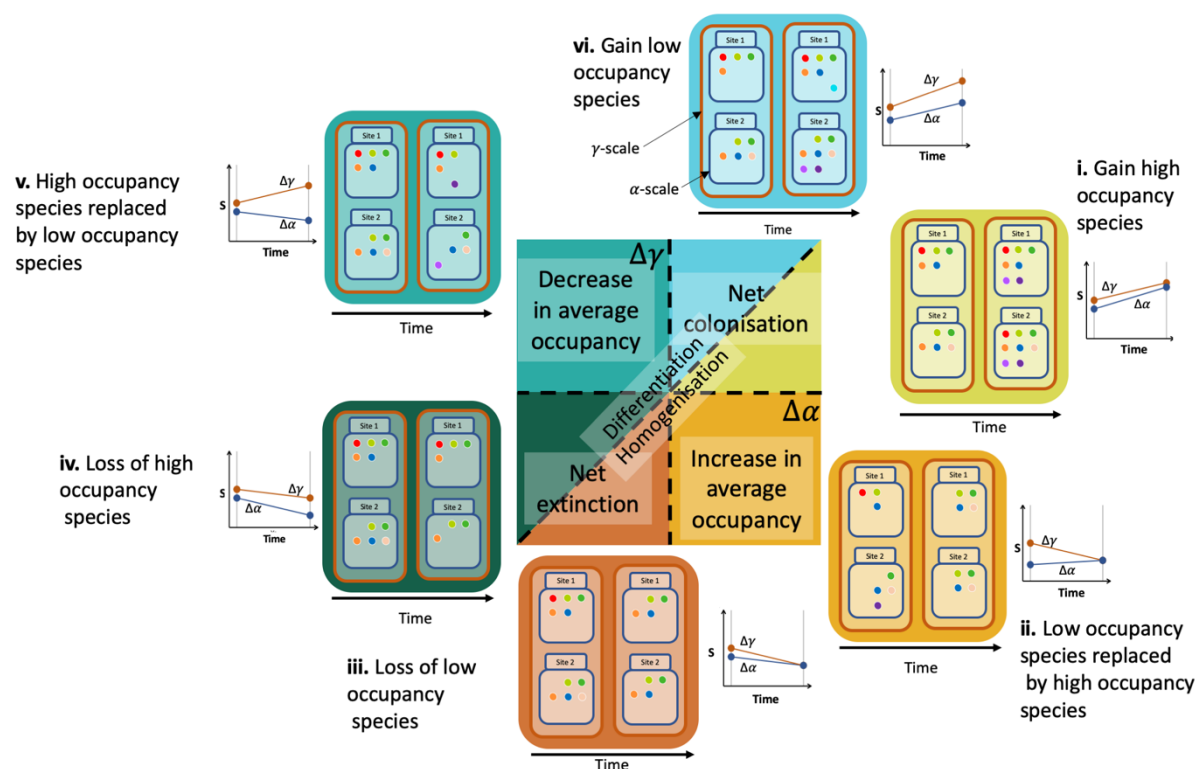 vi. Gain low
occupancy
species
γ-scale
α-scale
Site 1
Site 1
Site 2
Site 2
Time
S
Δγ
Δα
Time
i. Gain high
occupancy
species
Site 1
Site 1
Site 2
Site 2
Time
S
Δγ
Δα
Time
v. High occupancy
species replaced
by low occupancy
species
S
Δγ
Δα
Time
Site 1
Site 1
Site 2
Site 2
Time
Δγ
Decrease
in average
occupancy
Net
colonisation
Differentiation
Homogenisation
Δα
Net
extinction
Increase in
average
occupancy
iv. Loss of high
occupancy
species
S
Δγ
Δα
Time
Site 1
Site 1
Site 2
Site 2
Time
iii. Loss of low
occupancy
species
Site 1
Site 1
Site 2
Site 2
Time
S
Δγ
Δα
Time
Site 1
Site 1
Site 2
Site 2
Time
S
Δγ
Δα
Time
ii. Low occupancy
species replaced
by high occupancy
species